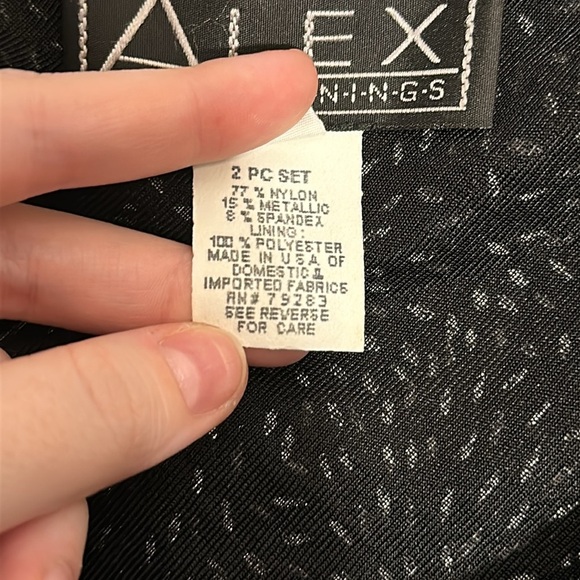 ALEX
N·I·N·G·S
2 PC SET
77 % NYLON
15 % METALLIC
8 % SPANDEX
LINING:
100 % POLYESTER
MADE IN U.S.A OF
DOMESTIC &
IMPORTED FABRICS
RN# 79283
SEE REVERSE
FOR CARE